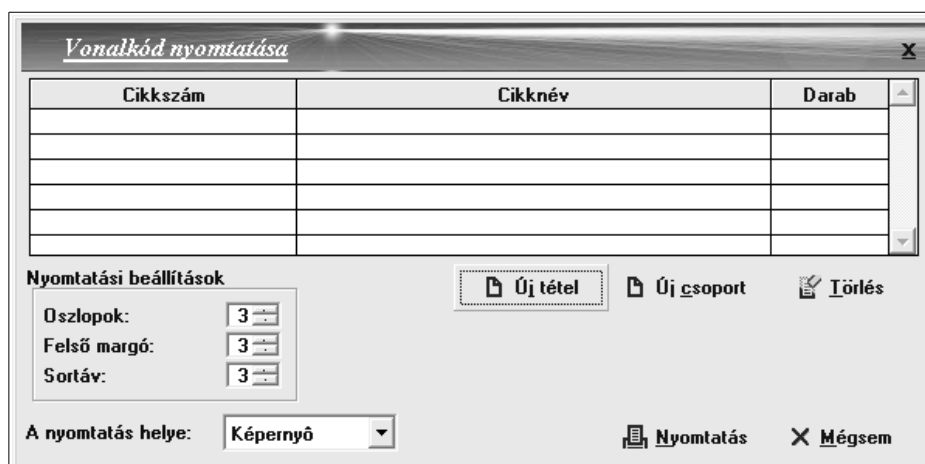 Vonalkód nyomtatása
x
Cikkszám Cikknév Darab
Nyomtatási beállítások
Új tétel Új csoport Törlés
Oszlopok: 3
Felső margó: 3
Sortáv: 3
A nyomtatás helye: Képernyô Nyomtatás Mégsem